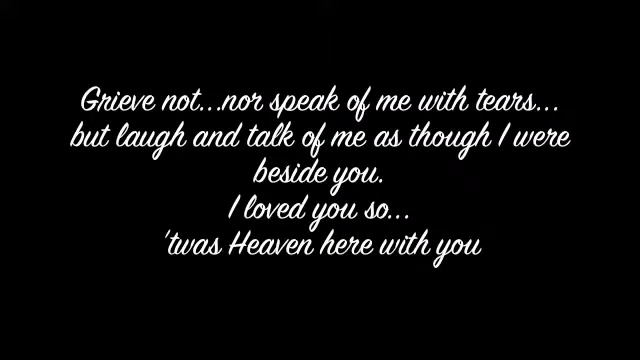 Grieve not...nor speak of me with tears...
but laugh and talk of me as though I were
beside you.
I loved you so...
'twas Heaven here with you